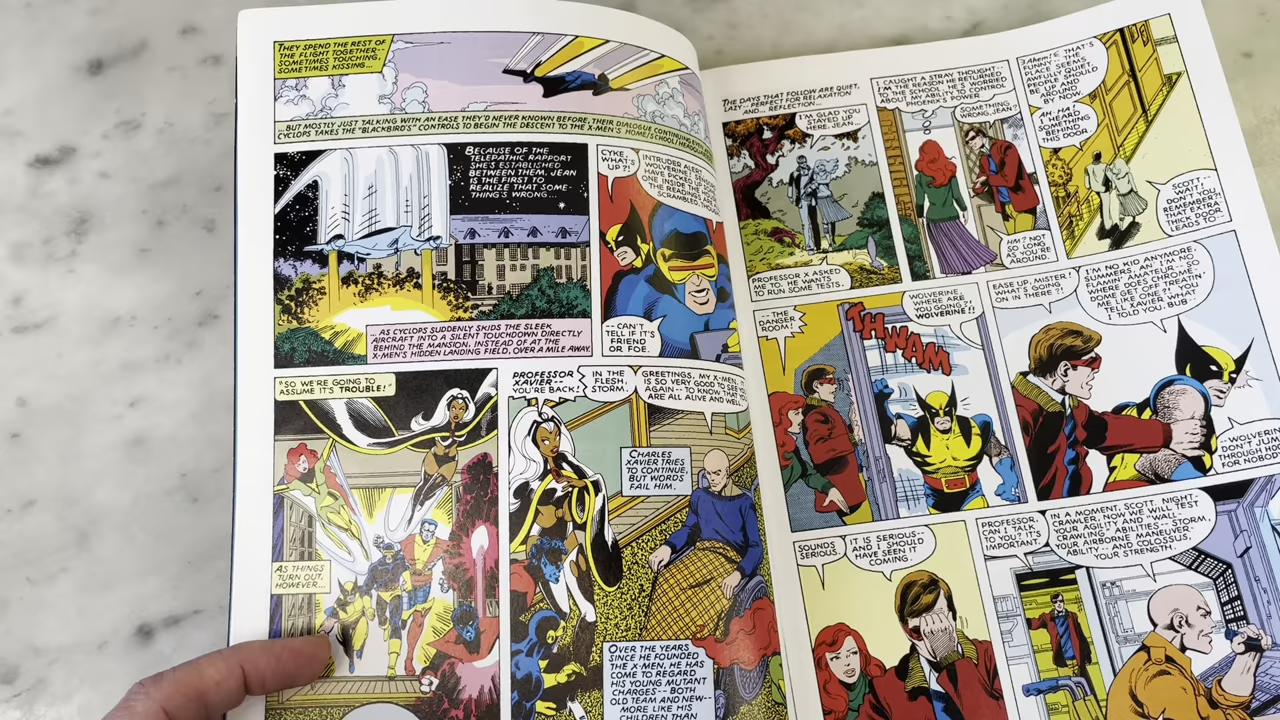 THEY SPEND THE REST OF
THE FLIGHT TOGETHER--
SOMETIMES TOUCHING,
SOMETIMES KISSING...
...BUT MOSTLY JUST TALKING WITH AN EASE THEY'D NEVER KNOWN BEFORE, THEIR DIALOGUE CONTINUING EVEN
CYCLOPS TAKES THE "BLACKBIRD'S" CONTROLS TO BEGIN THE DESCENT TO THE X-MEN'S HOME/SCHOOL/
BECAUSE OF THE
TELEPATHIC RAPPORT
SHE'S ESTABLISHED
BETWEEN THEM, JEAN
IS THE FIRST TO
REALIZE THAT SOME-
THING'S WRONG...
...AS CYCLOPS SUDDENLY SKIDS THE SLEEK
AIRCRAFT INTO A SILENT TOUCHDOWN DIRECTLY
BEHIND THE MANSION, INSTEAD OF AT THE
X-MEN'S HIDDEN LANDING FIELD, OVER A MILE AWAY.
CYKE,
WHAT'S
UP?!
INTRUDER ALERT,
WOLVERINE.
HAVE PICKED
ONE INSIDE THE
THE READINGS ARE
SCRAMBLED,
-- CAN'T
TELL IF IT'S
FRIEND
OR FOE.
"SO WE'RE GOING TO
ASSUME IT'S TROUBLE!"
AS THINGS
TURN OUT,
HOWEVER...
PROFESSOR
XAVIER--
YOU'RE BACK!
IN THE
FLESH,
STORM.
GREETINGS, MY X-MEN. IT
IS SO VERY GOOD TO SEE
AGAIN-- TO KNOW THAT
ARE ALL ALIVE AND WELL.
CHARLES
XAVIER TRIES
TO CONTINUE,
BUT WORDS
FAIL HIM.
OVER THE YEARS
SINCE HE FOUNDED
THE X-MEN, HE HAS
COME TO REGARD
HIS YOUNG MUTANT
CHARGES-- BOTH
OLD TEAM AND NEW--
MORE LIKE HIS
CHILDREN THAN
THE DAYS THAT FOLLOW ARE QUIET,
LAZY-- PERFECT FOR RELAXATION
AND... REFLECTION...
I'M GLAD YOU
STAYED UP
HERE, JEAN.
PROFESSOR X ASKED
ME TO. HE WANTS
TO RUN SOME TESTS.
I CAUGHT A STRAY THOUGHT--
I'M THE REASON HE RETURNED
TO THE SCHOOL. HE'S WORRIED
ABOUT MY ABILITY TO CONTROL
PHOENIX'S POWER
SOMETHING
WRONG, JEAN?
HM? NOT
SO LONG
AS YOU'RE
AROUND.
Ahem! THAT'S
FUNNY-- THE
PLACE SEEMS
AWFULLY QUIET.
PEOPLE SHOULD
BE UP AND
AROUND
BY NOW.
AH HA!
I HEARD
SOMETHING
BEHIND
THIS DOOR.
SCOTT--
WAIT!
DON'T YOU
REMEMBER?
THAT EXTRA-
THICK DOOR
LEADS TO--
-- THE
DANGER
ROOM!
THWAM
WOLVERINE,
WHERE ARE
YOU GOING?!
WOLVERINE!!
EASE UP, MISTER!
WHAT'S GOING
ON IN THERE?!
I'M NO KID ANYMORE,
SUMMERS, AN' I'M NO
FLAMIN' AMATEUR. SO
WHERE DOES CHROME-
DOME GET OFF TREATIN'
ME LIKE ONE?! YOU
TELL HIM WHAT
I TOLD YOU, BUB--
-- WOLVERINE
DON'T JUMP
THROUGH
FOR NOBODY
SOUNDS
SERIOUS.
IT IS SERIOUS--
AND I SHOULD
HAVE SEEN IT
COMING.
PROFESSOR,
CAN I TALK
TO YOU? IT'S
IMPORTANT.
IN A MOMENT, SCOTT. NIGHT-
CRAWLER, NOW WE WILL TEST
YOUR AGILITY AND "WALL-
CRAWLING" ABILITIES-- STORM,
YOUR AIRBORNE MANEUVER-
ABILITY-- AND COLOSSUS,
YOUR STRENGTH.